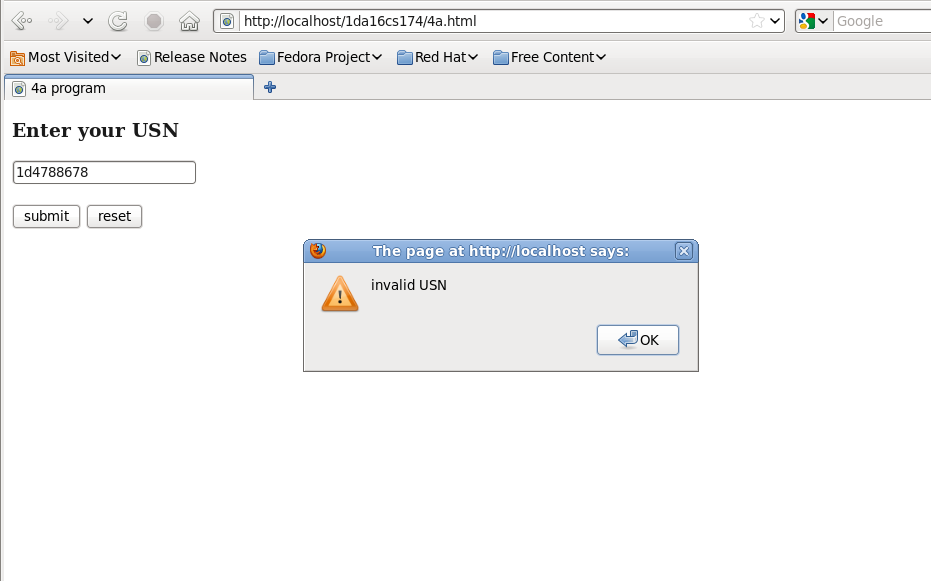 http://localhost/1da16cs174/4a.html Google
Most Visited Release Notes Fedora Project Red Hat Free Content
4a program
Enter your USN
1d4788678
submit reset
The page at http://localhost says:
invalid USN
OK